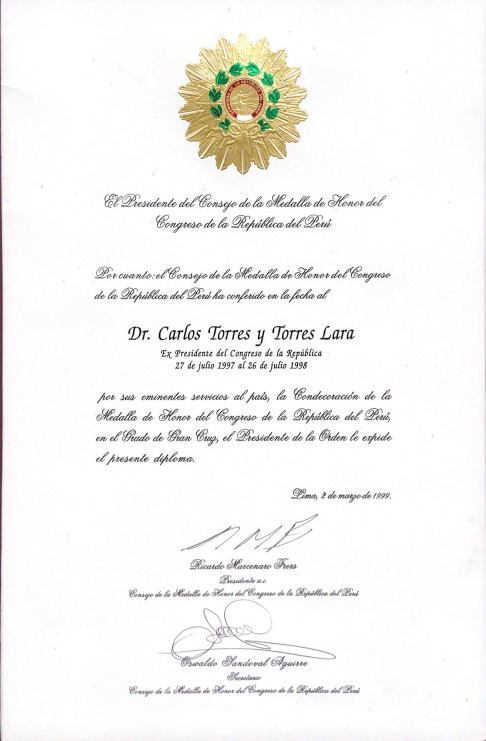 El Presidente del Consejo de la Medalla de Honor del
Congreso de la República del Perú
Por cuanto: el Consejo de la Medalla de Honor del Congreso
de la República del Perú ha conferido en la fecha al
Dr. Carlos Torres y Torres Lara
Ex Presidente del Congreso de la República
27 de julio 1997 al 26 de julio 1998
por sus eminentes servicios al país, la Condecoración de la
Medalla de Honor del Congreso de la República del Perú,
en el Grado de Gran Cruz, el Presidente de la Orden le expide
el presente diploma.
Lima, 2 de marzo de 1999.
Ricardo Marcenaro Frers
Presidente a.i.
Consejo de la Medalla de Honor del Congreso de la República del Perú
Oswaldo Sandoval Aguirre
Secretario
Consejo de la Medalla de Honor del Congreso de la República del Perú